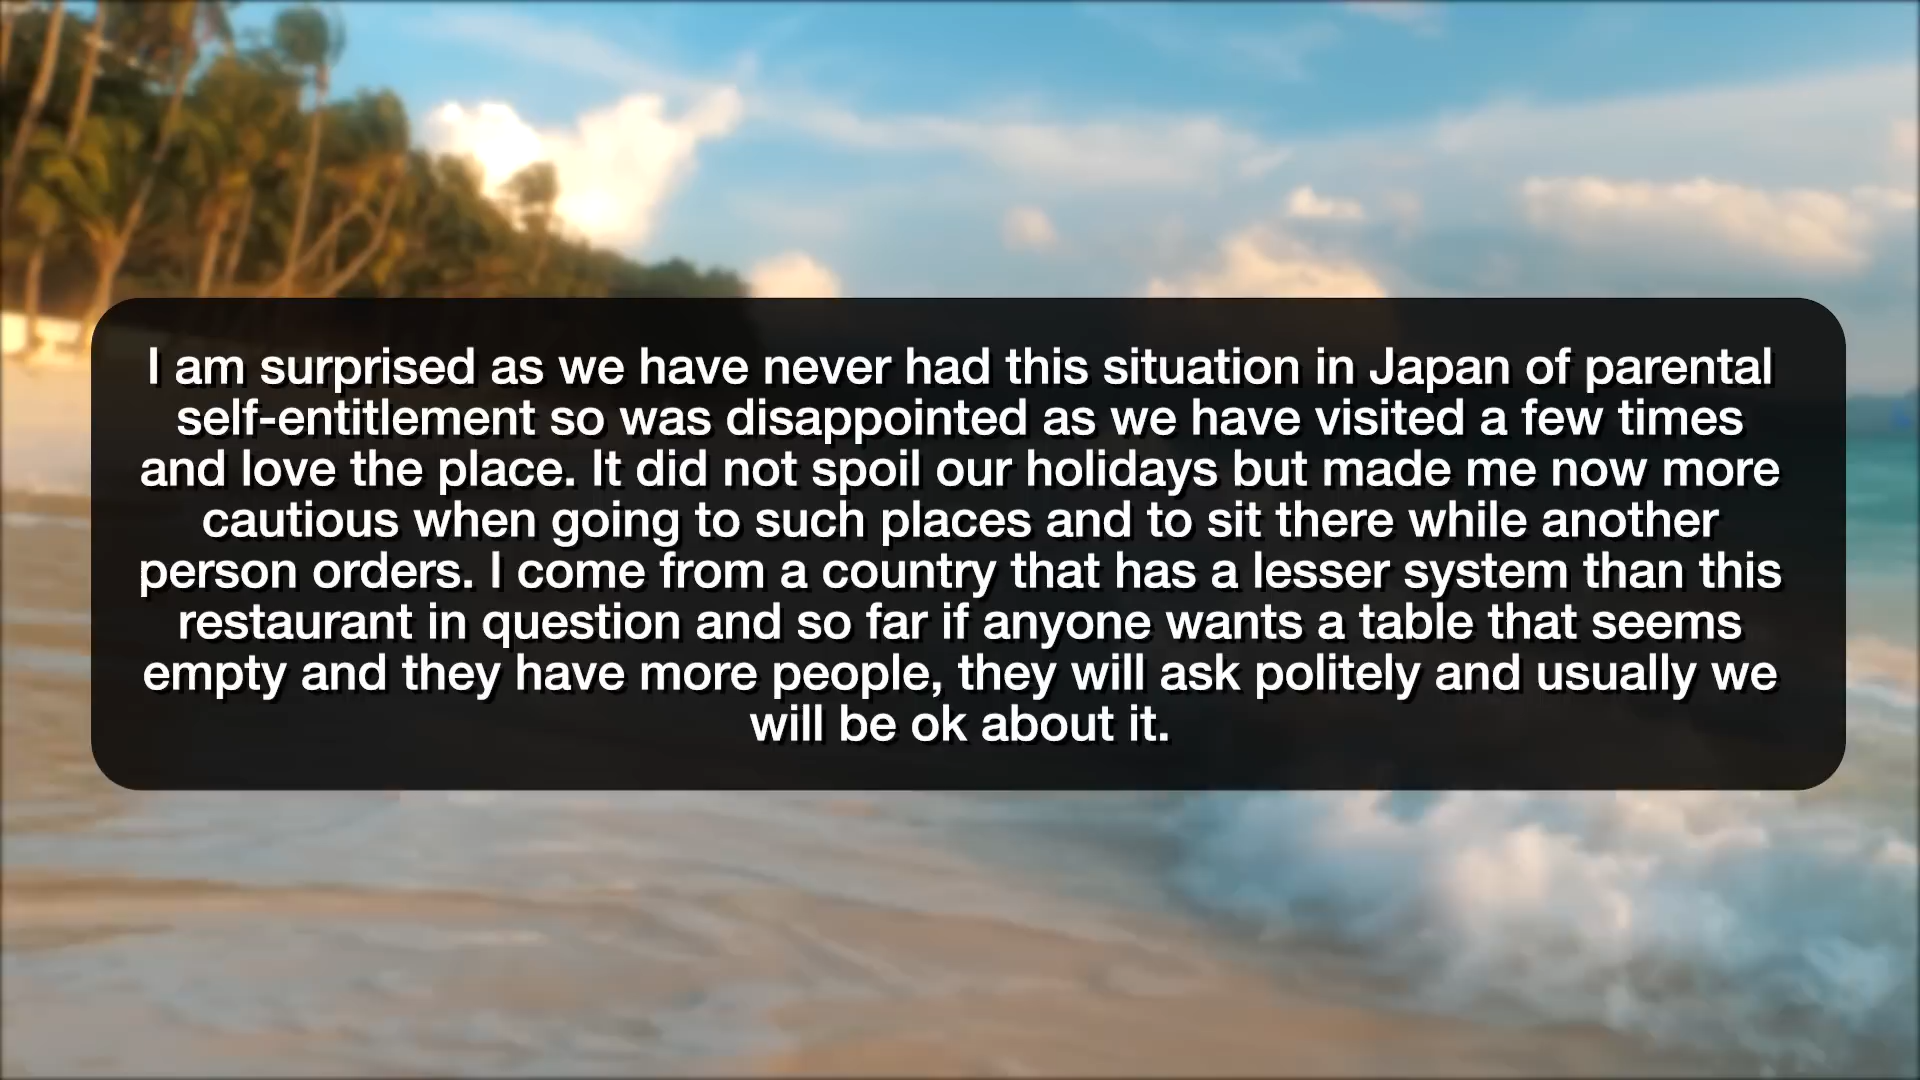 I am surprised as we have never had this situation in Japan of parental
self-entitlement so was disappointed as we have visited a few times
and love the place. It did not spoil our holidays but made me now more
cautious when going to such places and to sit there while another
person orders. I come from a country that has a lesser system than this
restaurant in question and so far if anyone wants a table that seems
empty and they have more people, they will ask politely and usually we
will be ok about it.